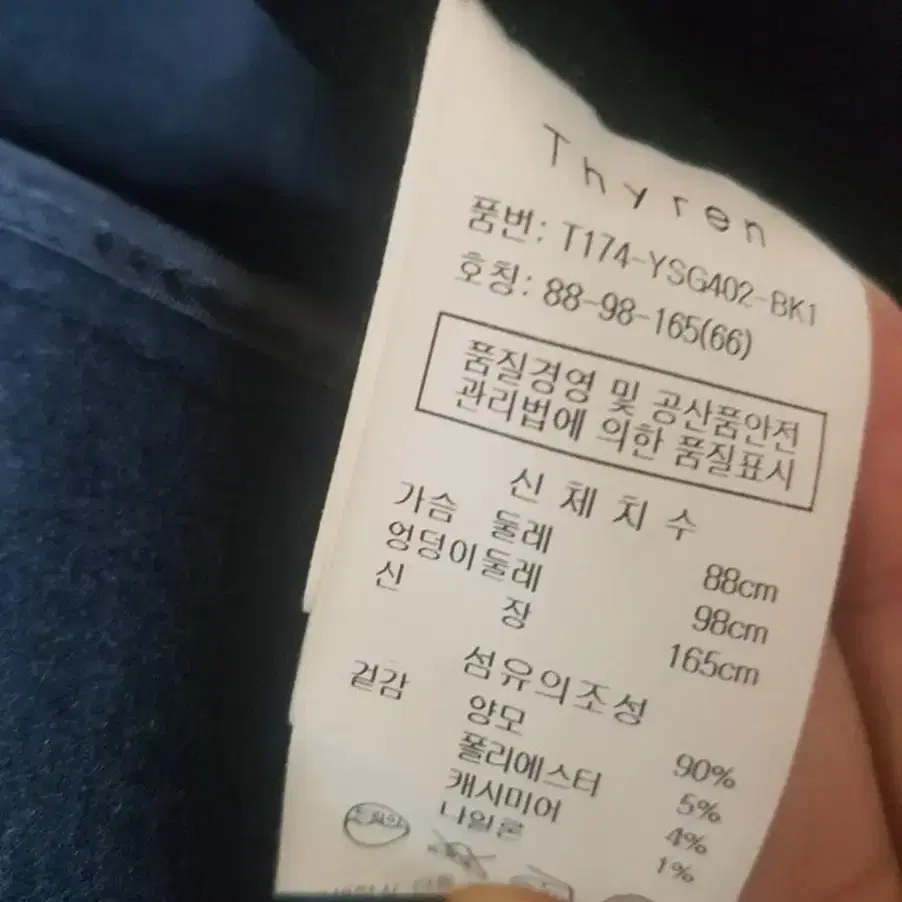 Thyren
품번: T174-YSG402-BK1
호칭: 88-98-165(66)
품질경영 및 공산품안전
관리법에 의한 품질표시
신 체 치 수
가슴 둘레 88cm
엉덩이둘레 98cm
신 장 165cm
섬유의조성
겉감 양모 90%
폴리에스터 5%
캐시미어 4%
나일론 1%